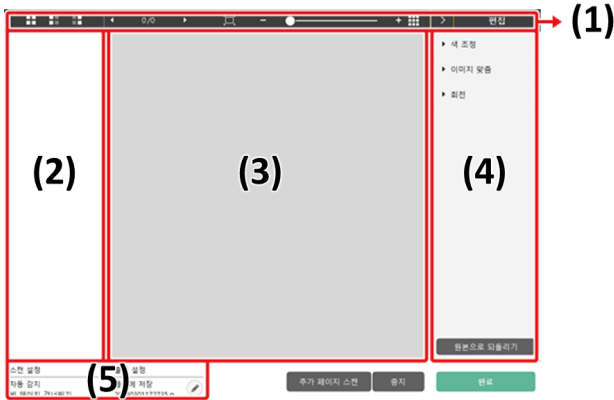 0/0
편집
(1)
▸ 색 조정
▸ 이미지 맞춤
▸ 회전
(2)
(3)
(4)
원본으로 되돌리기
스캔 설정
설정
(5)
자동 감지
에 저장
추가 페이지 스캔
중지
완료